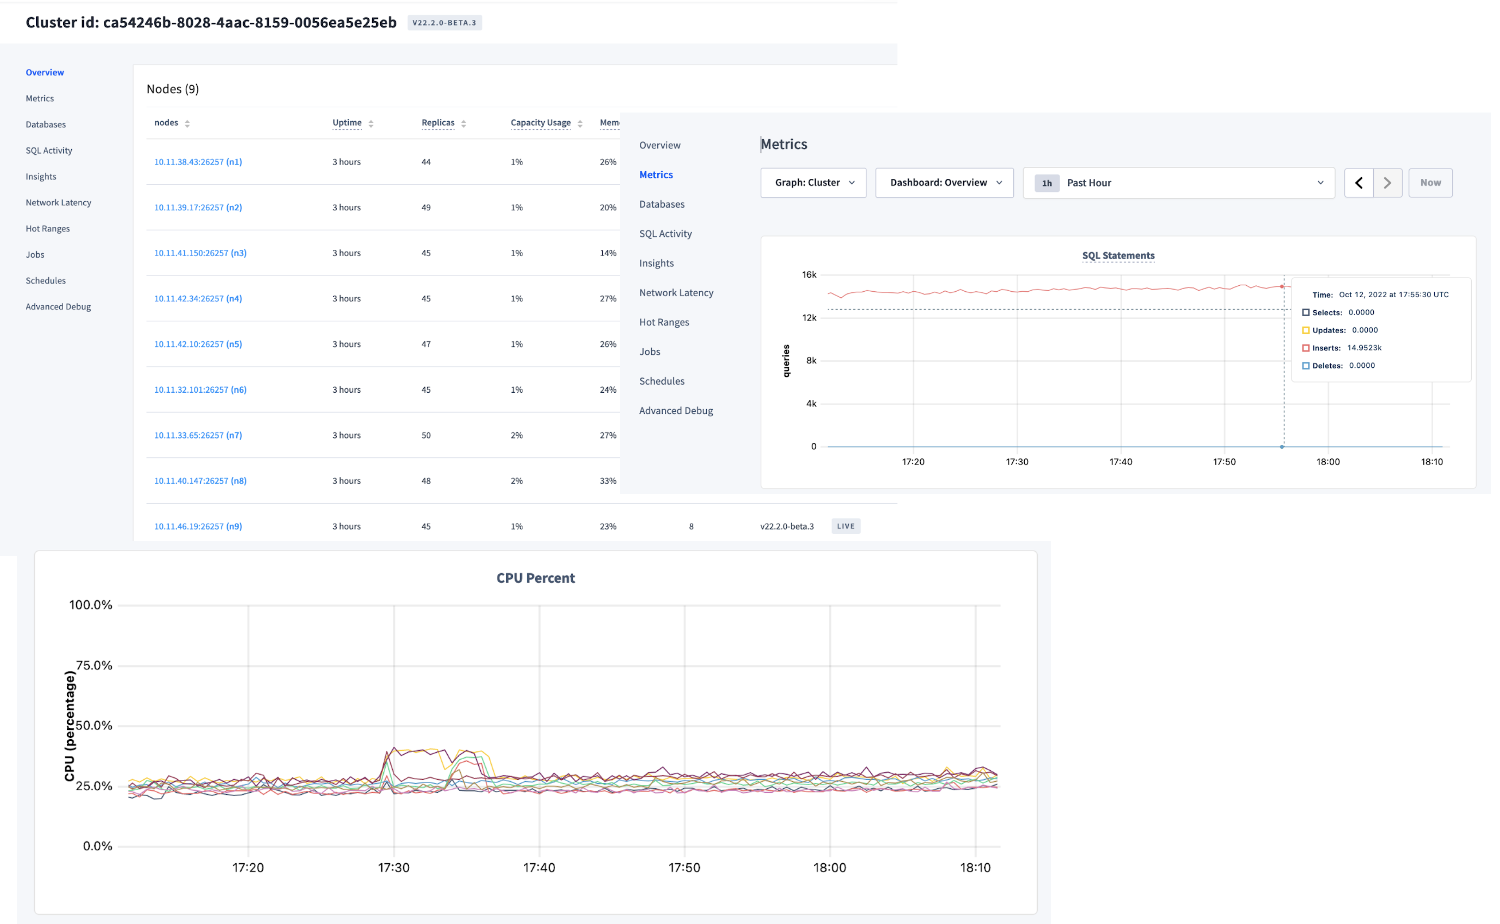 Cluster id: ca54246b-8028-4aac-8159-0056ea5e25eb V22.2.0-BETA.3
Overview
Metrics
Databases
SQL Activity
Insights
Network Latency
Hot Ranges
Jobs
Schedules
Advanced Debug
Nodes (9)
nodes Uptime Replicas Capacity Usage
10.11.38.43:26257 (n1) 3 hours 44 1% 26%
10.11.39.17:26257 (n2) 3 hours 49 1% 20%
10.11.41.150:26257 (n3) 3 hours 45 1% 14%
10.11.42.34:26257 (n4) 3 hours 45 1% 27%
10.11.42.10:26257 (n5) 3 hours 47 1% 26%
10.11.32.101:26257 (n6) 3 hours 45 1% 24%
10.11.33.65:26257 (n7) 3 hours 50 2% 27%
10.11.40.147:26257 (n8) 3 hours 48 2% 33%
10.11.46.19:26257 (n9) 3 hours 45 1% 23% 8 v22.2.0-beta.3 LIVE
Overview
Metrics
Databases
SQL Activity
Insights
Network Latency
Hot Ranges
Jobs
Schedules
Advanced Debug
Metrics
Graph: Cluster Dashboard: Overview 1h Past Hour Now
SQL Statements
16k
12k
8k
4k
0
queries
17:20 17:30 17:40 17:50 18:00 18:10
Time: Oct 12, 2022 at 17:55:30 UTC
Selects: 0.0000
Updates: 0.0000
Inserts: 14.9523k
Deletes: 0.0000
CPU Percent
100.0%
75.0%
50.0%
25.0%
0.0%
CPU (percentage)
17:20 17:30 17:40 17:50 18:00 18:10